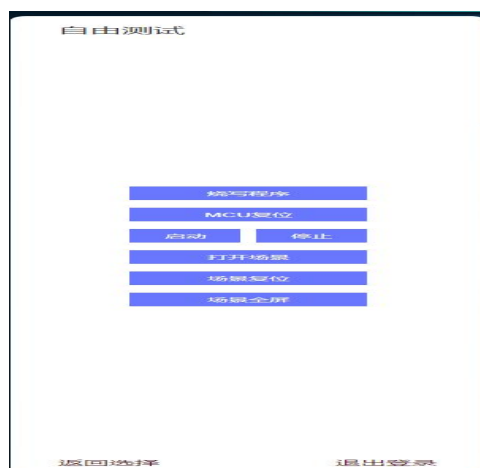 自由测试
烧写程序
MCU复位
启动 停止
打开场景
场景复位
场景全屏
返回选择 退出登录